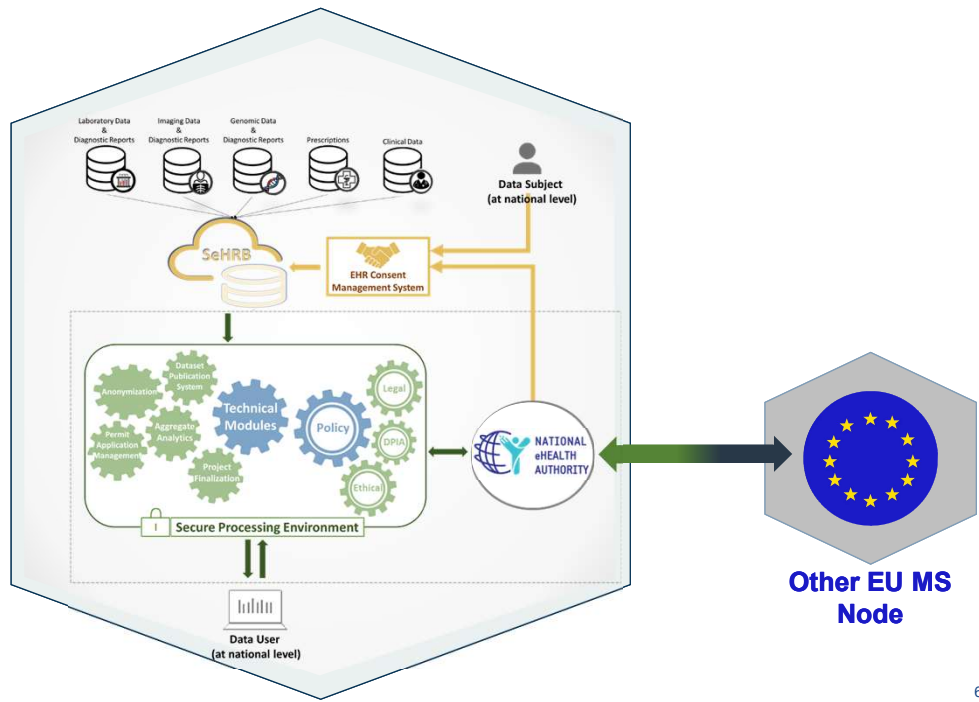 Laboratory Data
&
Diagnostic Reports
Imaging Data
&
Diagnostic Reports
Genomic Data
&
Diagnostic Reports
Prescriptions
Clinical Data
Data Subject
(at national level)
SeHRB
EHR Consent
Management System
Anonymization
Dataset
Publication
System
Permit
Application
Management
Aggregate
Analytics
Project
Finalization
Technical
Modules
Policy
Legal
DPIA
Ethical
Secure Processing Environment
NATIONAL
eHEALTH
AUTHORITY
Data User
(at national level)
Other EU MS
Node
6